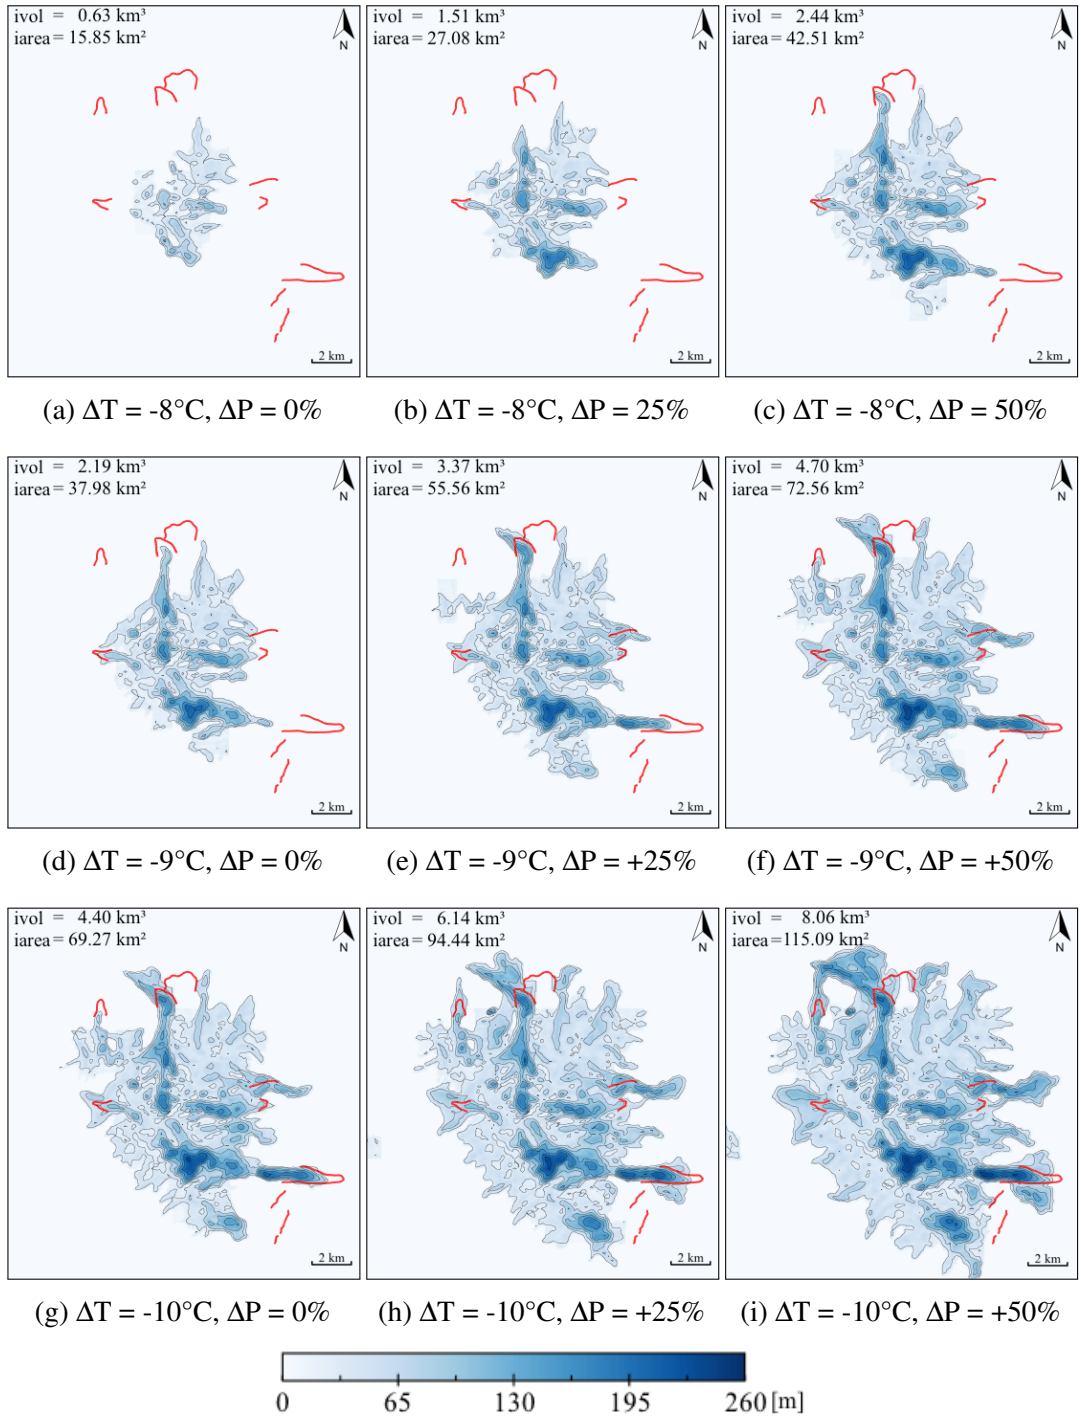 ivol = 0.63 km³
iarea = 15.85 km²
N
2 km
ivol = 1.51 km³
iarea = 27.08 km²
N
2 km
ivol = 2.44 km³
iarea = 42.51 km²
N
2 km
(a) ΔT = -8°C, ΔP = 0%
(b) ΔT = -8°C, ΔP = 25%
(c) ΔT = -8°C, ΔP = 50%
ivol = 2.19 km³
iarea = 37.98 km²
N
2 km
ivol = 3.37 km³
iarea = 55.56 km²
N
2 km
ivol = 4.70 km³
iarea = 72.56 km²
N
2 km
(d) ΔT = -9°C, ΔP = 0%
(e) ΔT = -9°C, ΔP = +25%
(f) ΔT = -9°C, ΔP = +50%
ivol = 4.40 km³
iarea = 69.27 km²
N
2 km
ivol = 6.14 km³
iarea = 94.44 km²
N
2 km
ivol = 8.06 km³
iarea =115.09 km²
N
2 km
(g) ΔT = -10°C, ΔP = 0%
(h) ΔT = -10°C, ΔP = +25%
(i) ΔT = -10°C, ΔP = +50%
0 65 130 195 260 [m]